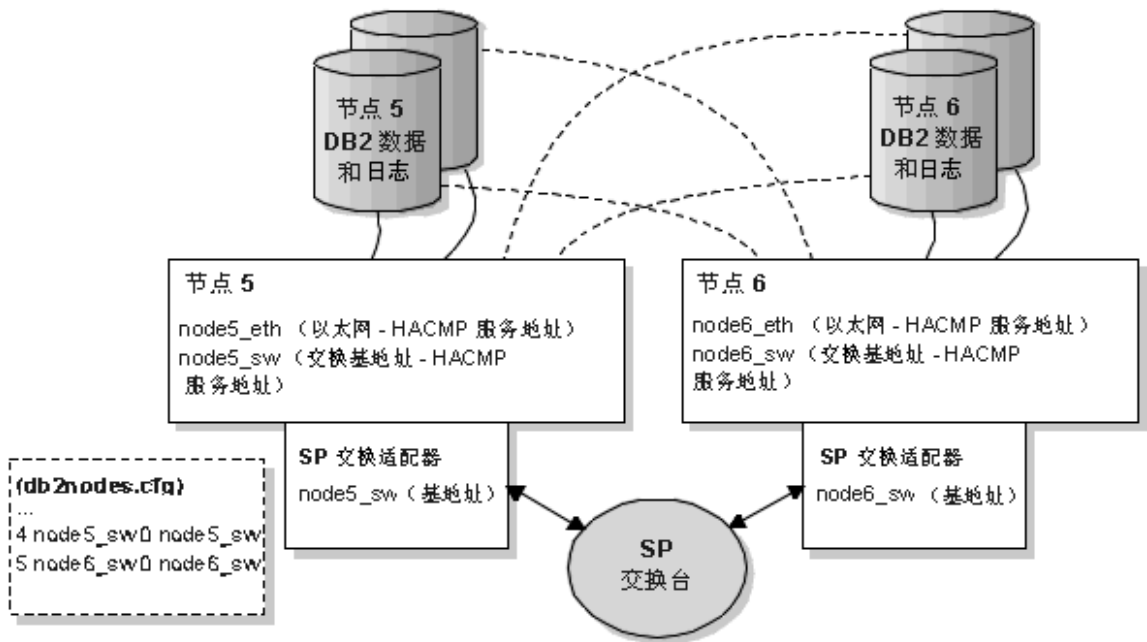 节点 5
DB2 数据
和日志
节点 6
DB2 数据
和日志
节点 5
node5_eth （以太网 - HACMP 服务地址）
node5_sw（交换基地址 - HACMP
服务地址）
节点 6
node6_eth （以太网 - HACMP 服务地址）
node6_sw（交换基地址 - HACMP
服务地址）
SP 交换适配器
node5_sw（基地址）
SP 交换适配器
node6_sw （基地址）
(db2nodes.cfg)
...
4 node5_sw 0 node5_sw
5 node6_sw 0 node6_sw
SP
交换台